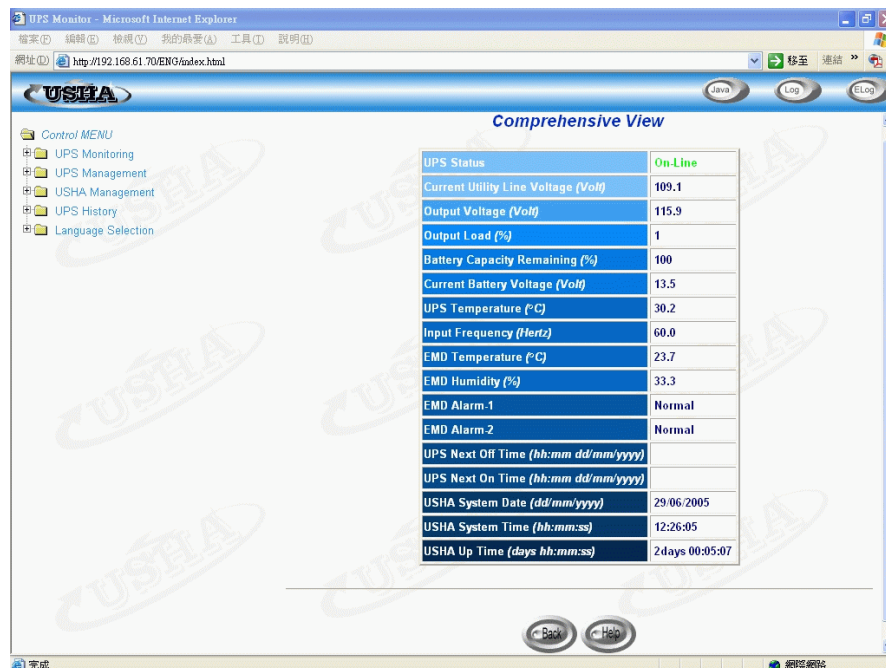 UPS Monitor - Microsoft Internet Explorer
檔案(F) 編輯(E) 檢視(V) 我的最愛(A) 工具(T) 說明(H)
網址(D) http://192.168.61.70/ENG/index.html 移至 連結 »
USHA Java Log ELog
Comprehensive View
Control MENU
UPS Monitoring
UPS Management
USHA Management
UPS History
Language Selection
UPS Status On-Line
Current Utility Line Voltage (Volt) 109.1
Output Voltage (Volt) 115.9
Output Load (%) 1
Battery Capacity Remaining (%) 100
Current Battery Voltage (Volt) 13.5
UPS Temperature (°C) 30.2
Input Frequency (Hertz) 60.0
EMD Temperature (°C) 23.7
EMD Humidity (%) 33.3
EMD Alarm-1 Normal
EMD Alarm-2 Normal
UPS Next Off Time (hh:mm dd/mm/yyyy)
UPS Next On Time (hh:mm dd/mm/yyyy)
USHA System Date (dd/mm/yyyy) 29/06/2005
USHA System Time (hh:mm:ss) 12:26:05
USHA Up Time (days hh:mm:ss) 2days 00:05:07
Back Help
完成 網際網路